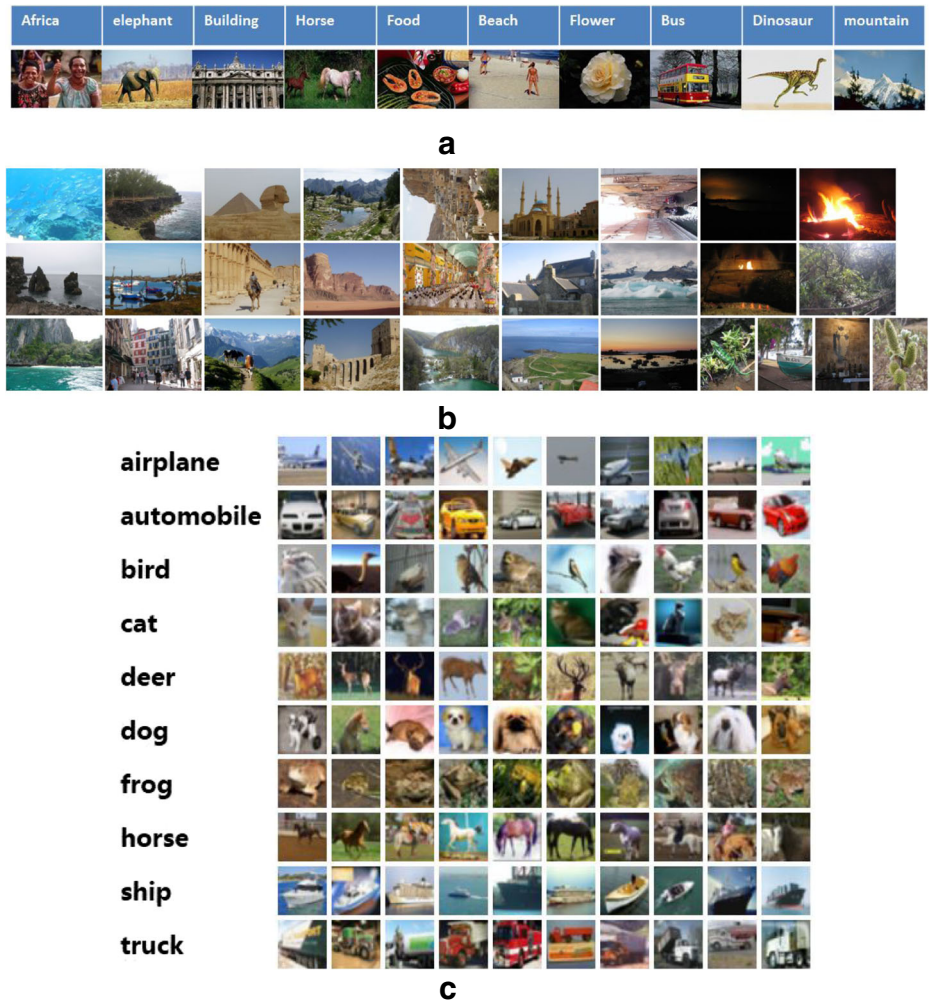 Africa elephant Building Horse Food Beach Flower Bus Dinosaur mountain
a
b
airplane
automobile
bird
cat
deer
dog
frog
horse
ship
truck
c